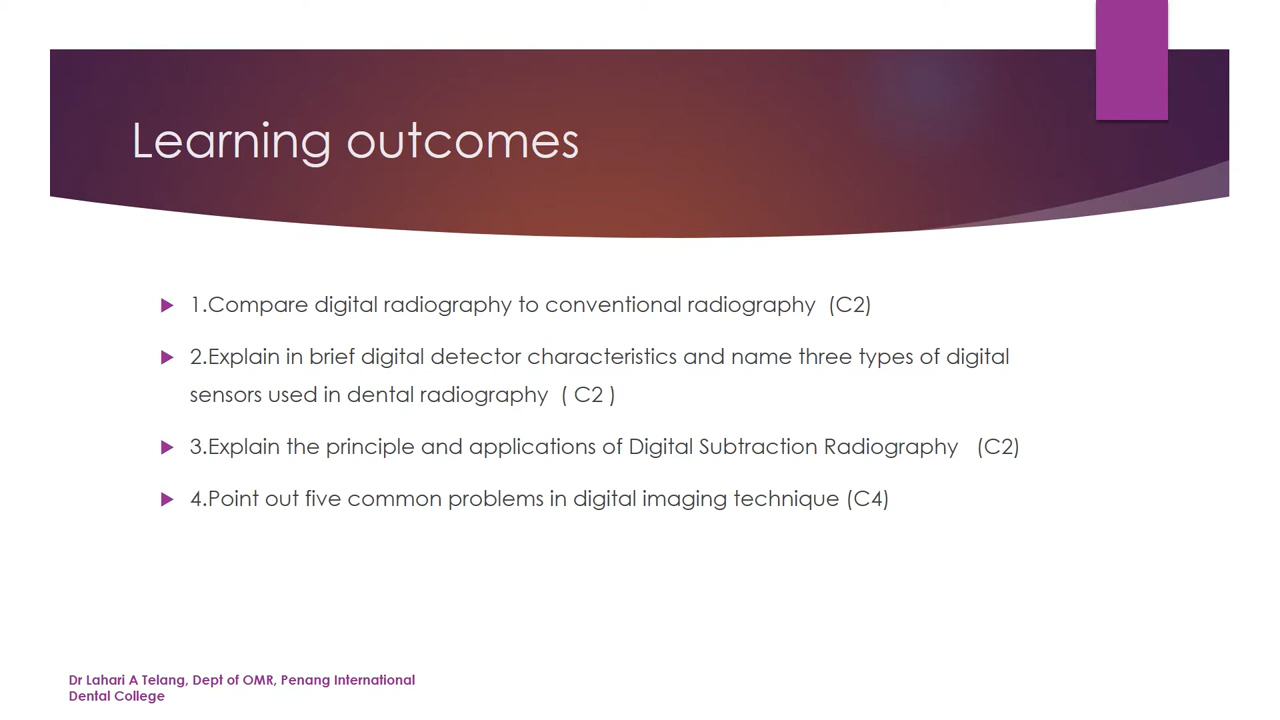 Learning outcomes
1.Compare digital radiography to conventional radiography (C2)
2.Explain in brief digital detector characteristics and name three types of digital
sensors used in dental radiography ( C2 )
3.Explain the principle and applications of Digital Subtraction Radiography (C2)
4.Point out five common problems in digital imaging technique (C4)
Dr Lahari A Telang, Dept of OMR, Penang International
Dental College